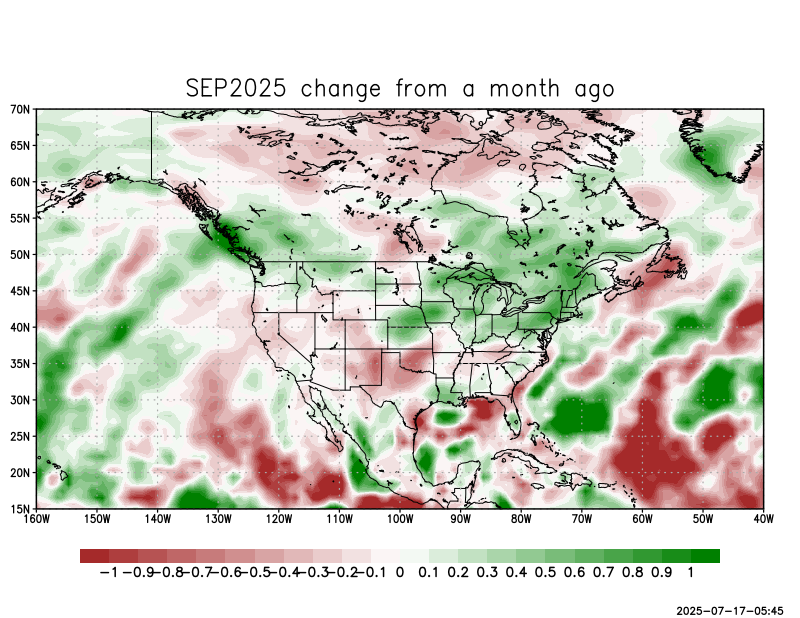 SEP2025 change from a month ago
70N
65N
60N
55N
50N
45N
40N
35N
30N
25N
20N
15N
160W 150W 140W 130W 120W 110W 100W 90W 80W 70W 60W 50W 40W
-1 -0.9 -0.8 -0.7 -0.6 -0.5 -0.4 -0.3 -0.2 -0.1 0 0.1 0.2 0.3 0.4 0.5 0.6 0.7 0.8 0.9 1
2025-07-17-05:45